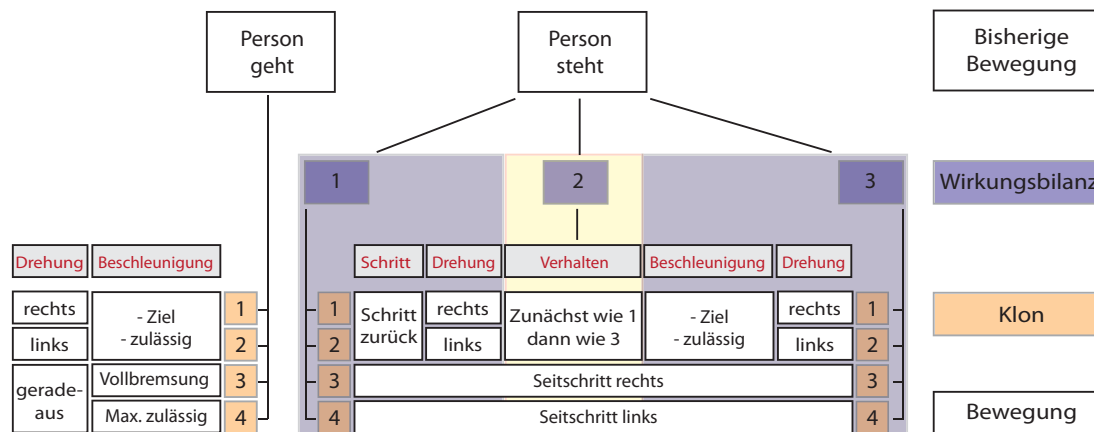 Person
geht
Person
steht
Bisherige
Bewegung
1
2
3
Wirkungsbilanz
Drehung
Beschleunigung
Schritt
Drehung
Verhalten
Beschleunigung
Drehung
rechts
- Ziel
- zulässig
1
links
2
1
2
Schritt
zurück
rechts
links
Zunächst wie 1
dann wie 3
- Ziel
- zulässig
rechts
links
1
2
Klon
gerade-
aus
Vollbremsung
3
Max. zulässig
4
3
Seitschritt rechts
3
4
Seitschritt links
4
Bewegung